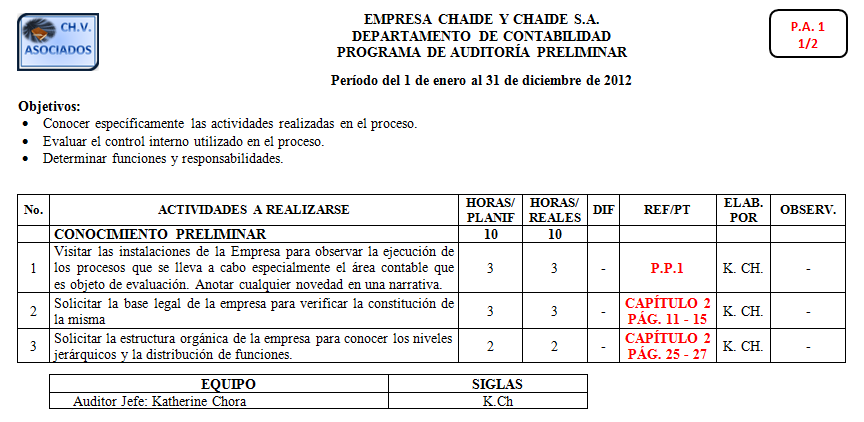 CH.V.
ASOCIADOS
EMPRESA CHAIDE Y CHAIDE S.A.
DEPARTAMENTO DE CONTABILIDAD
PROGRAMA DE AUDITORÍA PRELIMINAR
Período del 1 de enero al 31 de diciembre de 2012
P.A. 1
1/2
Objetivos:
• Conocer específicamente las actividades realizadas en el proceso.
• Evaluar el control interno utilizado en el proceso.
• Determinar funciones y responsabilidades.
No. ACTIVIDADES A REALIZARSE HORAS/ PLANIF HORAS/ REALES DIF REF/PT ELAB. POR OBSERV.
CONOCIMIENTO PRELIMINAR 10 10
Visitar las instalaciones de la Empresa para observar la ejecución de
1 los procesos que se lleva a cabo especialmente el área contable que 3 3 - P.P.1 K. CH. -
es objeto de evaluación. Anotar cualquier novedad en una narrativa.
2 Solicitar la base legal de la empresa para verificar la constitución de 3 3 - CAPÍTULO 2 K. CH. -
la misma PÁG. 11 - 15
3 Solicitar la estructura orgánica de la empresa para conocer los niveles 2 2 - CAPÍTULO 2 K. CH. -
jerárquicos y la distribución de funciones. PÁG. 25 - 27
EQUIPO SIGLAS
Auditor Jefe: Katherine Chora K.Ch